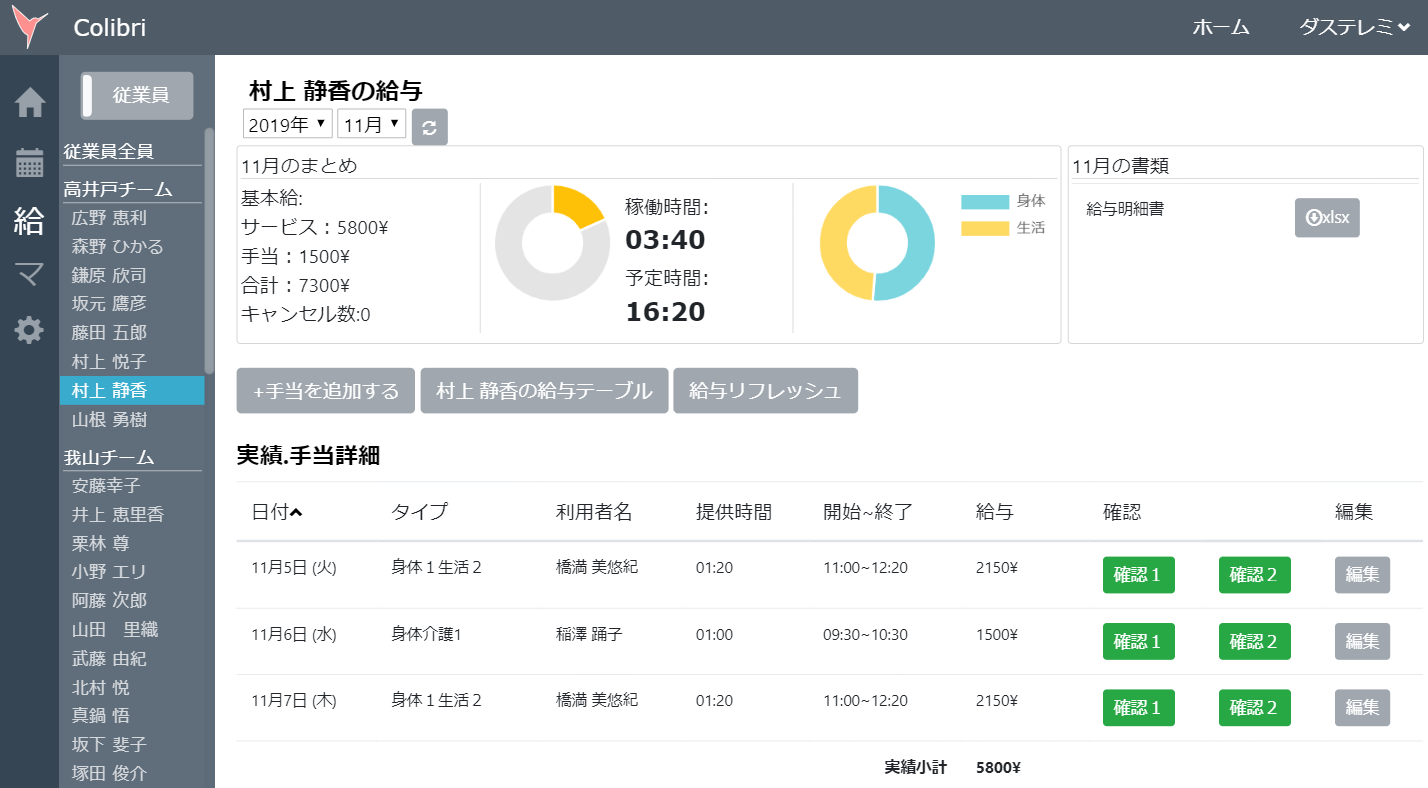 Colibri
ホーム
ダステレミ
従業員
従業員全員
高井戸チーム
広野 恵利
森野 ひかる
鎌原 欣司
坂元 鷹彦
藤田 五郎
村上 悦子
村上 静香
山根 勇樹
我山チーム
安藤幸子
井上 恵里香
栗林 尊
小野 エリ
阿藤 次郎
山田　里織
武藤 由紀
北村 悦
真鍋 悟
坂下 斐子
塚田 俊介
給
マ
村上 静香の給与
2019年 11月
11月のまとめ
基本給:
サービス：5800¥
手当：1500¥
合計：7300¥
キャンセル数:0
稼働時間:
03:40
予定時間:
16:20
身体
生活
11月の書類
給与明細書 xlsx
+手当を追加する 村上 静香の給与テーブル 給与リフレッシュ
実績.手当詳細
日付 タイプ 利用者名 提供時間 開始~終了 給与 確認 編集
11月5日 (火) 身体１生活２ 橋満 美悠紀 01:20 11:00~12:20 2150¥ 確認１ 確認２ 編集
11月6日 (水) 身体介護1 稲澤 踊子 01:00 09:30~10:30 1500¥ 確認１ 確認２ 編集
11月7日 (木) 身体１生活２ 橋満 美悠紀 01:20 11:00~12:20 2150¥ 確認１ 確認２ 編集
実績小計 5800¥